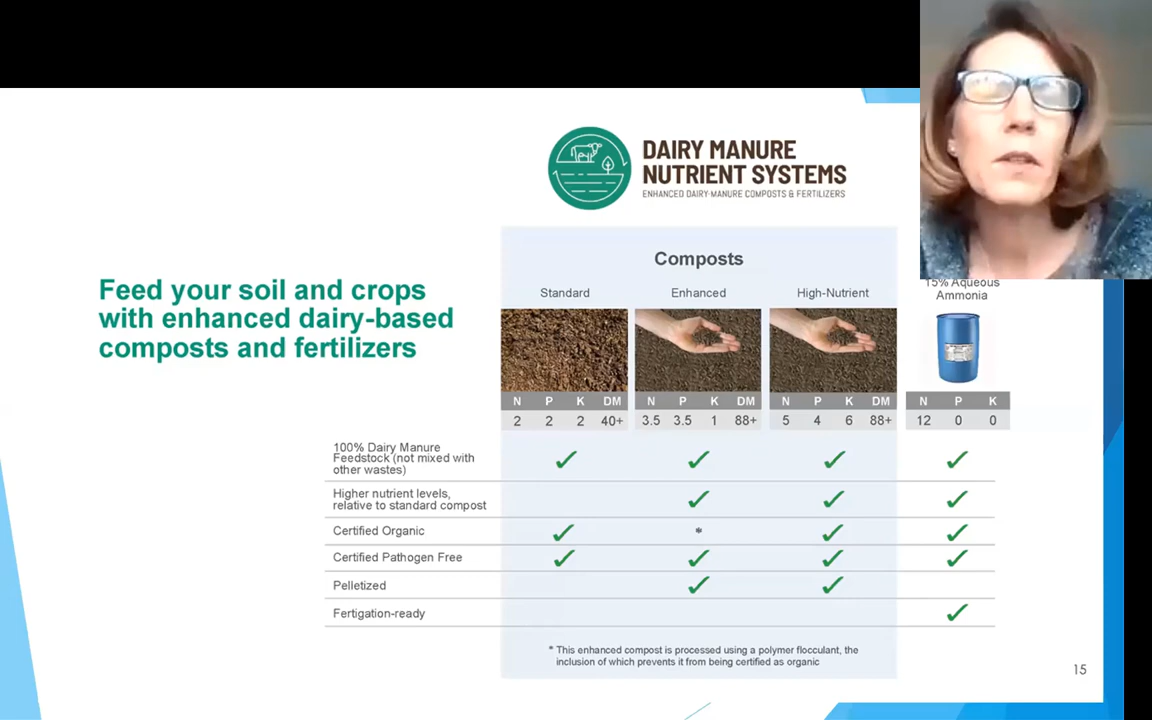 DAIRY MANURE
NUTRIENT SYSTEMS
ENHANCED DAIRY-MANURE COMPOSTS & FERTILIZERS
Feed your soil and crops
with enhanced dairy-based
composts and fertilizers
Composts
Standard Enhanced High-Nutrient
15% Aqueous
Ammonia
N P K DM N P K DM N P K DM N P K
2 2 2 40+ 3.5 3.5 1 88+ 5 4 6 88+ 12 0 0
100% Dairy Manure
Feedstock (not mixed with
other wastes)
Higher nutrient levels,
relative to standard compost
Certified Organic *
Certified Pathogen Free
Pelletized
Fertigation-ready
* This enhanced compost is processed using a polymer flocculant, the
inclusion of which prevents it from being certified as organic
15